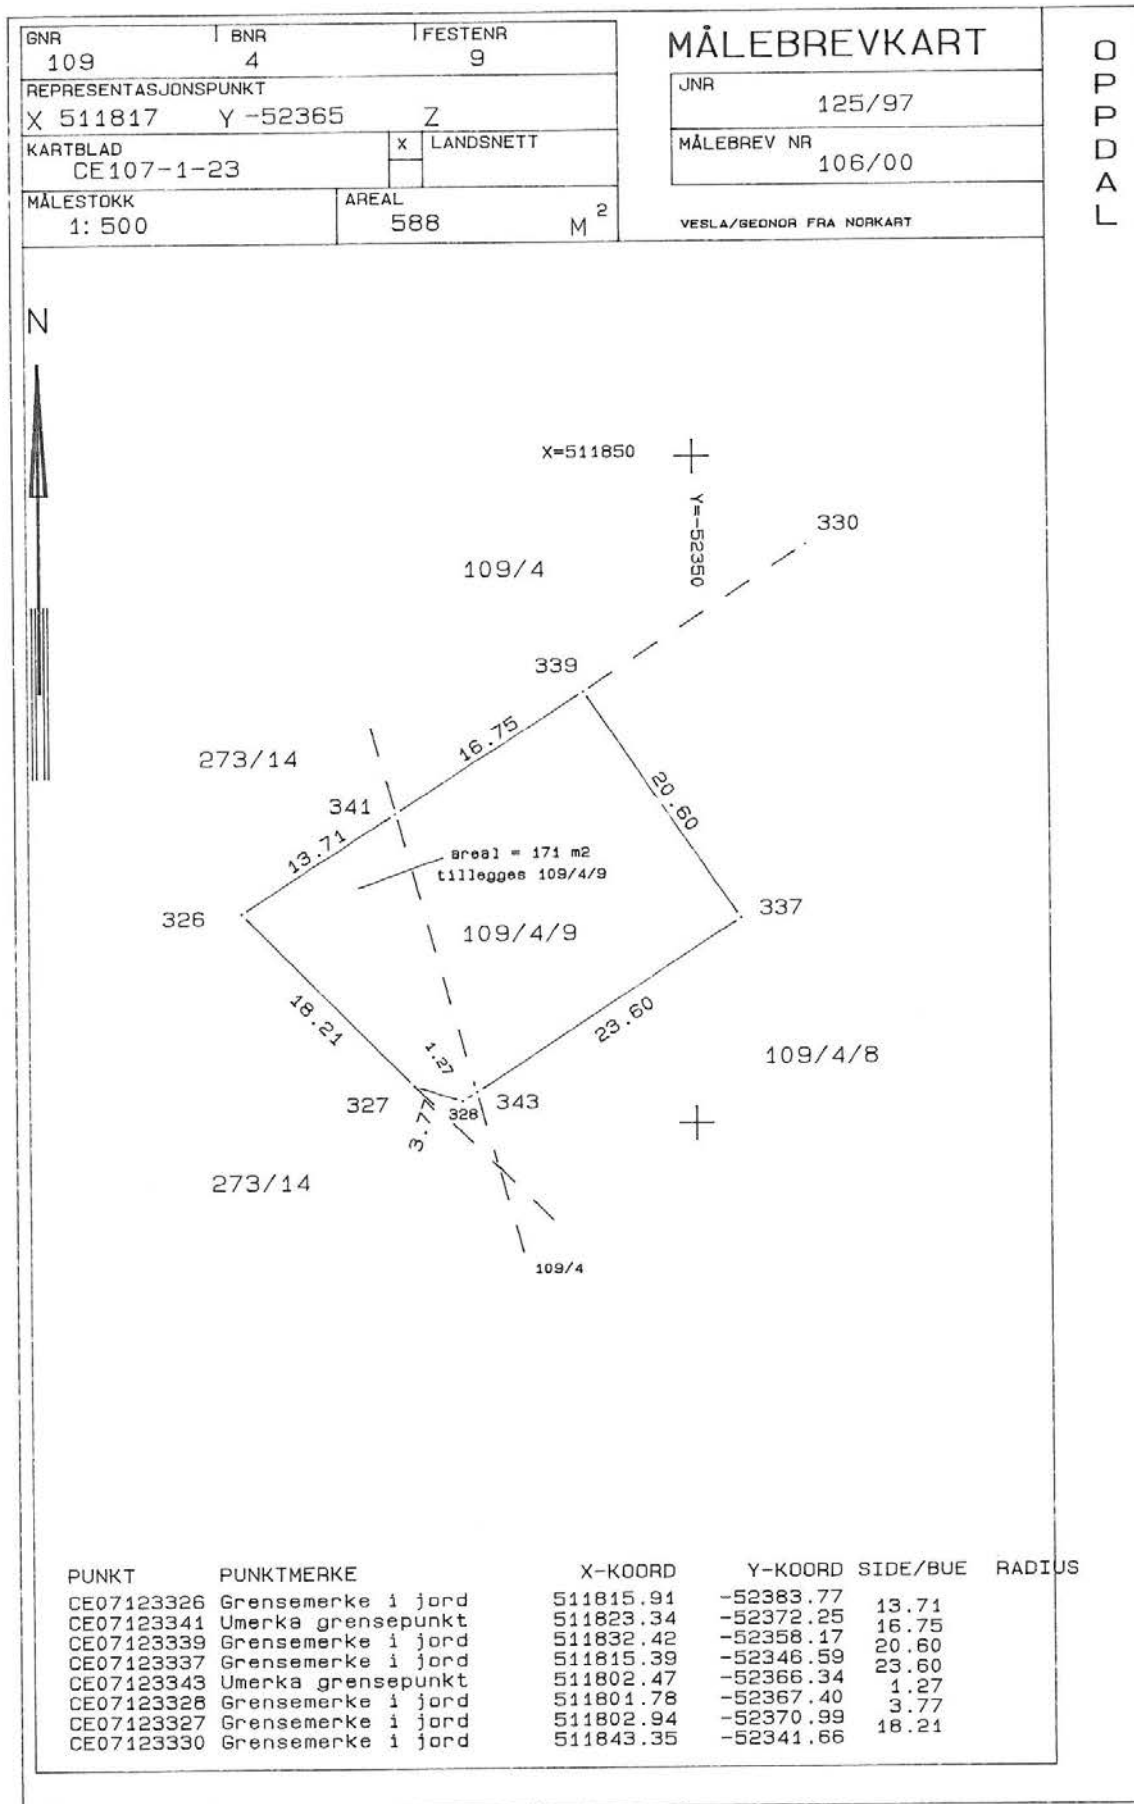 GNR BNR FESTENR
109 4 9
REPRESENTASJONSPUNKT
X 511817 Y -52365 Z
KARTBLAD x LANDSNETT
CE107-1-23
MÅLESTOKK AREAL
1: 500 588 M 2
MÅLEBREVKART
JNR
125/97
MÅLEBREV NR
106/00
VESLA/GEONOR FRA NORKART
OPPDAL
N
X=511850
Y=-52350
330
109/4
339
16.75
273/14
20.60
341
13.71
areal = 171 m2
tillegges 109/4/9
337
326
109/4/9
18.21
23.60
1.27
109/4/8
327
343
328
3.77
273/14
109/4
PUNKT PUNKTMERKE X-KOORD Y-KOORD SIDE/BUE RADIUS
CE07123326 Grensemerke i jord 511815.91 -52383.77 13.71
CE07123341 Umerka grensepunkt 511823.34 -52372.25 16.75
CE07123339 Grensemerke i jord 511832.42 -52358.17 20.60
CE07123337 Grensemerke i jord 511815.39 -52346.59 23.60
CE07123343 Umerka grensepunkt 511802.47 -52366.34 1.27
CE07123328 Grensemerke i jord 511801.78 -52367.40 3.77
CE07123327 Grensemerke i jord 511802.94 -52370.99 18.21
CE07123330 Grensemerke i jord 511843.35 -52341.66